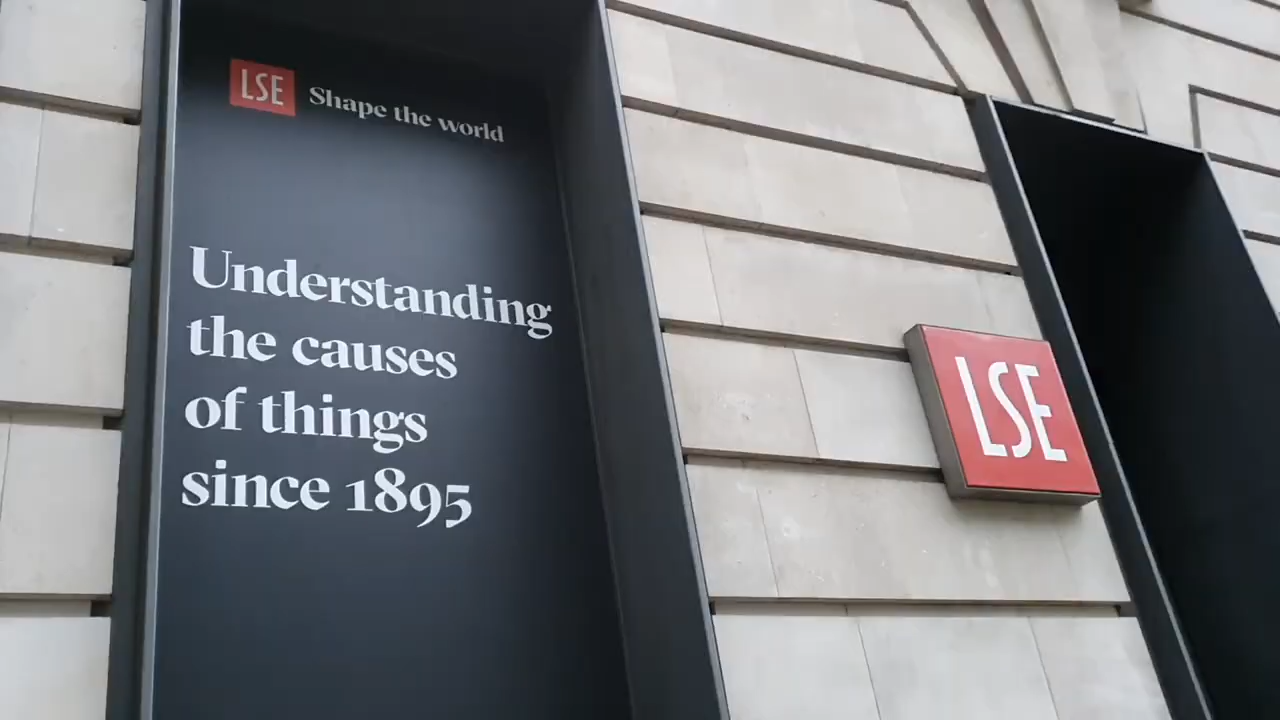 LSE Shape the world
Understanding
the causes
of things
since 1895
LSE